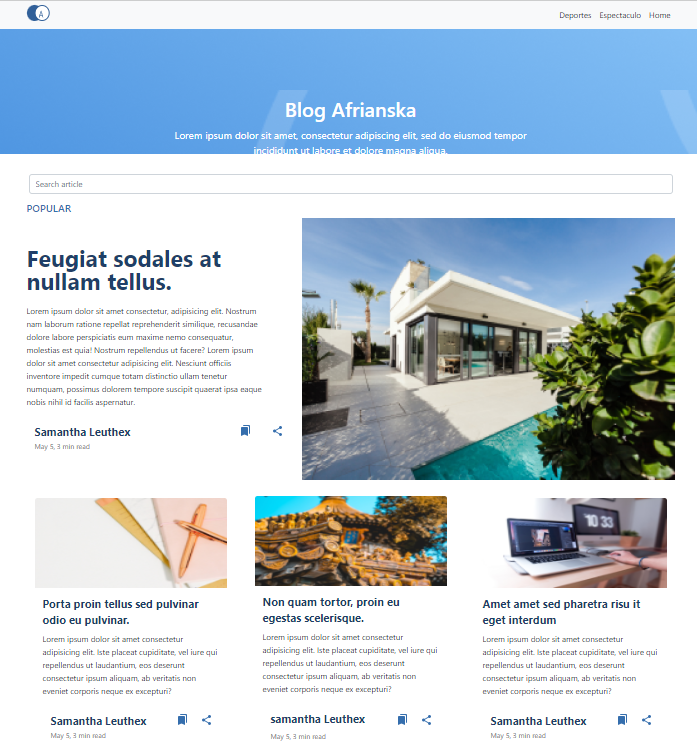 A
Deportes Espectaculo Home
Blog Afrianska
Lorem ipsum dolor sit amet, consectetur adipiscing elit, sed do eiusmod tempor
incididunt ut labore et dolore magna aliqua.
Search article
POPULAR
Feugiat sodales at
nullam tellus.
Lorem ipsum dolor sit amet consectetur, adipisicing elit. Nostrum
nam laborum ratione repellat reprehenderit similique, recusandae
dolore labore perspiciatis eum maxime nemo consequatur,
molestias est quia! Nostrum repellendus ut facere? Lorem ipsum
dolor sit amet consectetur adipisicing elit. Nesciunt officiis
inventore impedit cumque totam distinctio ullam tenetur
numquam, possimus dolorem tempore suscipit quaerat ipsa eaque
nobis nihil id facilis aspernatur.
Samantha Leuthex
May 5, 3 min read
10 33
Porta proin tellus sed pulvinar
odio eu pulvinar.
Lorem ipsum dolor sit amet consectetur
adipisicing elit. Iste placeat cupiditate, vel iure qui
repellendus ut laudantium, eos deserunt
consectetur ipsum aliquam, ab eveniet omnis
eveniet corporis neque ex excepturi?
Samantha Leuthex
May 5, 3 min read
Non quam tortor, proin eu
egestas scelerisque.
Lorem ipsum dolor sit amet consectetur
adipisicing elit. Iste placeat cupiditate, vel iure qui
repellendus ut laudantium, eos deserunt
consectetur ipsum aliquam, ab eveniet omnis
eveniet corporis neque ex excepturi?
samantha Leuthex
May 5, 3 min read
Amet amet sed pharetra risu it
eget interdum
Lorem ipsum dolor sit amet consectetur
adipisicing elit. Iste placeat cupiditate, vel iure qui
repellendus ut laudantium, eos deserunt
consectetur ipsum aliquam, ab eveniet omnis
eveniet corporis neque ex excepturi?
Samantha Leuthex
May 5, 3 min read